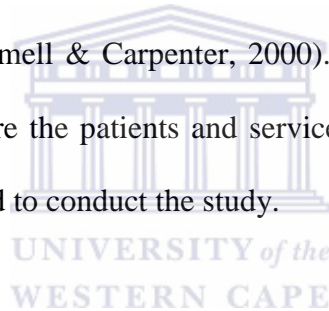 mell & Carpenter, 2000).
re the patients and service
d to conduct the study.
UNIVERSITY of the
WESTERN CAPE